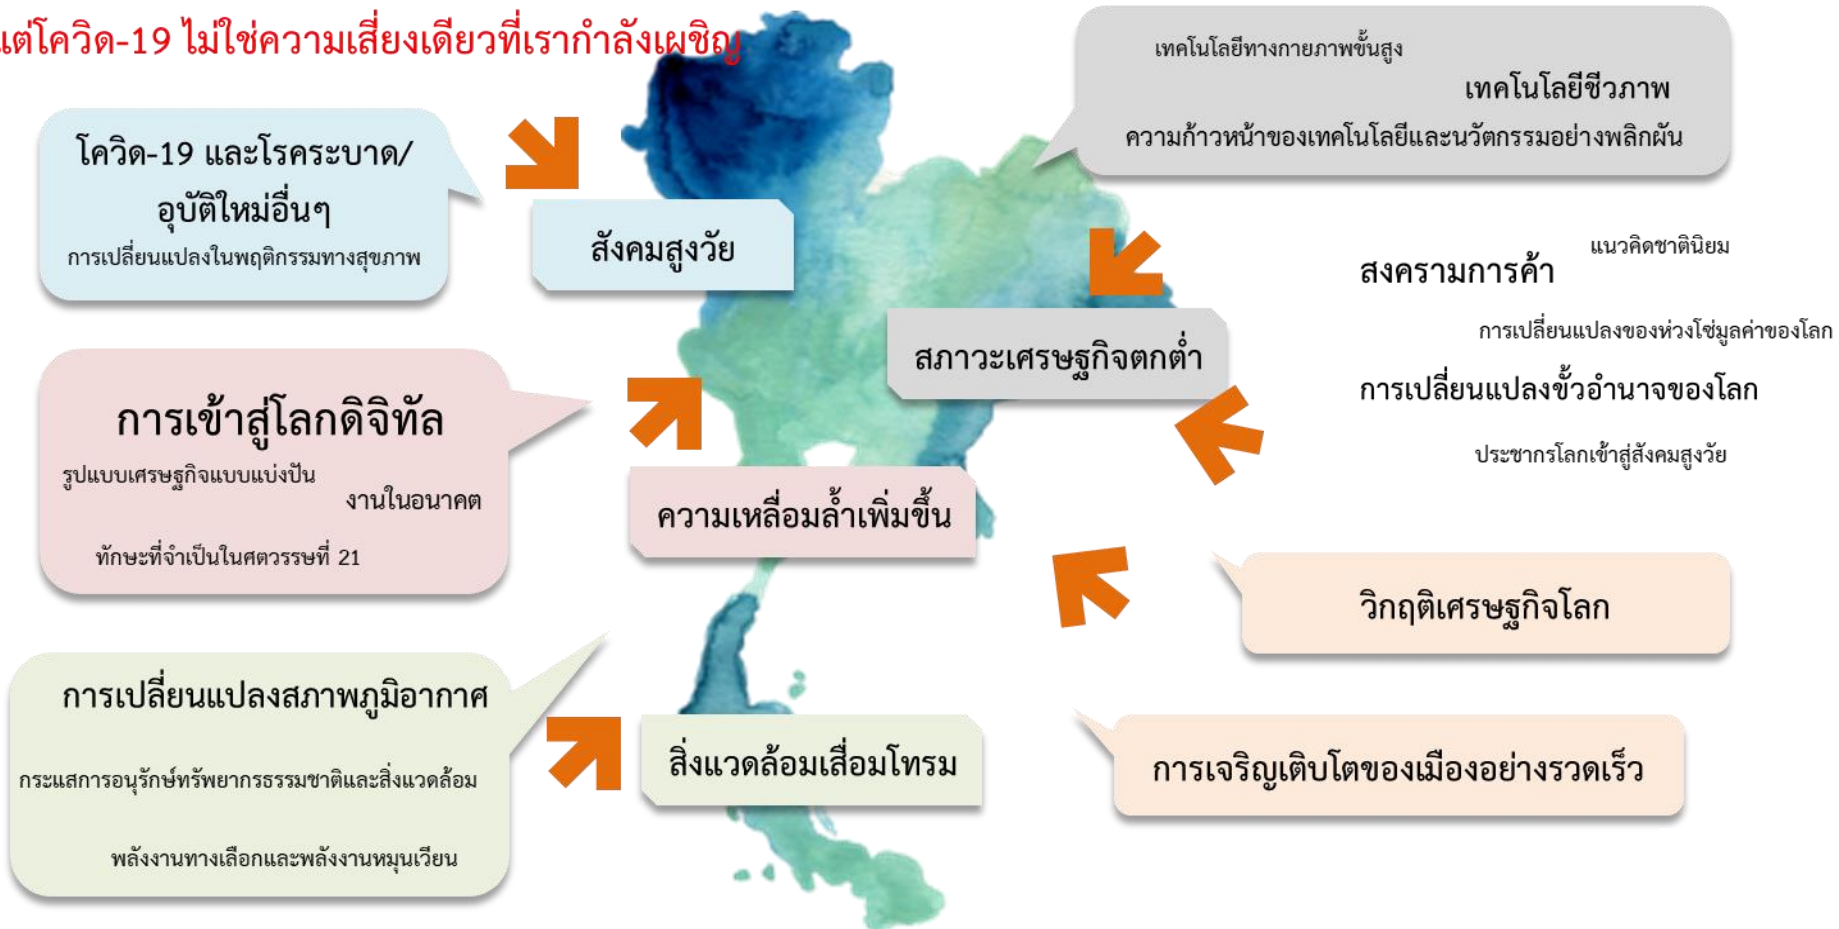 แต่โควิด-19 ไม่ใช่ความเสี่ยงเดียวที่เรากำลังเผชิญ
โควิด-19 และโรคระบาด/
อุบัติใหม่อื่นๆ
การเปลี่ยนแปลงในพฤติกรรมทางสุขภาพ
สังคมสูงวัย
เทคโนโลยีทางกายภาพขั้นสูง
เทคโนโลยีชีวภาพ
ความก้าวหน้าของเทคโนโลยีและนวัตกรรมอย่างพลิกผัน
แนวคิดชาตินิยม
สงครามการค้า
การเปลี่ยนแปลงของห่วงโซ่มูลค่าของโลก
การเปลี่ยนแปลงขั้วอำนาจของโลก
ประชากรโลกเข้าสู่สังคมสูงวัย
สภาวะเศรษฐกิจตกต่ำ
การเข้าสู่โลกดิจิทัล
รูปแบบเศรษฐกิจแบบแบ่งปัน
งานในอนาคต
ทักษะที่จำเป็นในศตวรรษที่ 21
ความเหลื่อมล้ำเพิ่มขึ้น
วิกฤติเศรษฐกิจโลก
การเปลี่ยนแปลงสภาพภูมิอากาศ
กระแสการอนุรักษ์ทรัพยากรธรรมชาติและสิ่งแวดล้อม
พลังงานทางเลือกและพลังงานหมุนเวียน
สิ่งแวดล้อมเสื่อมโทรม
การเจริญเติบโตของเมืองอย่างรวดเร็ว